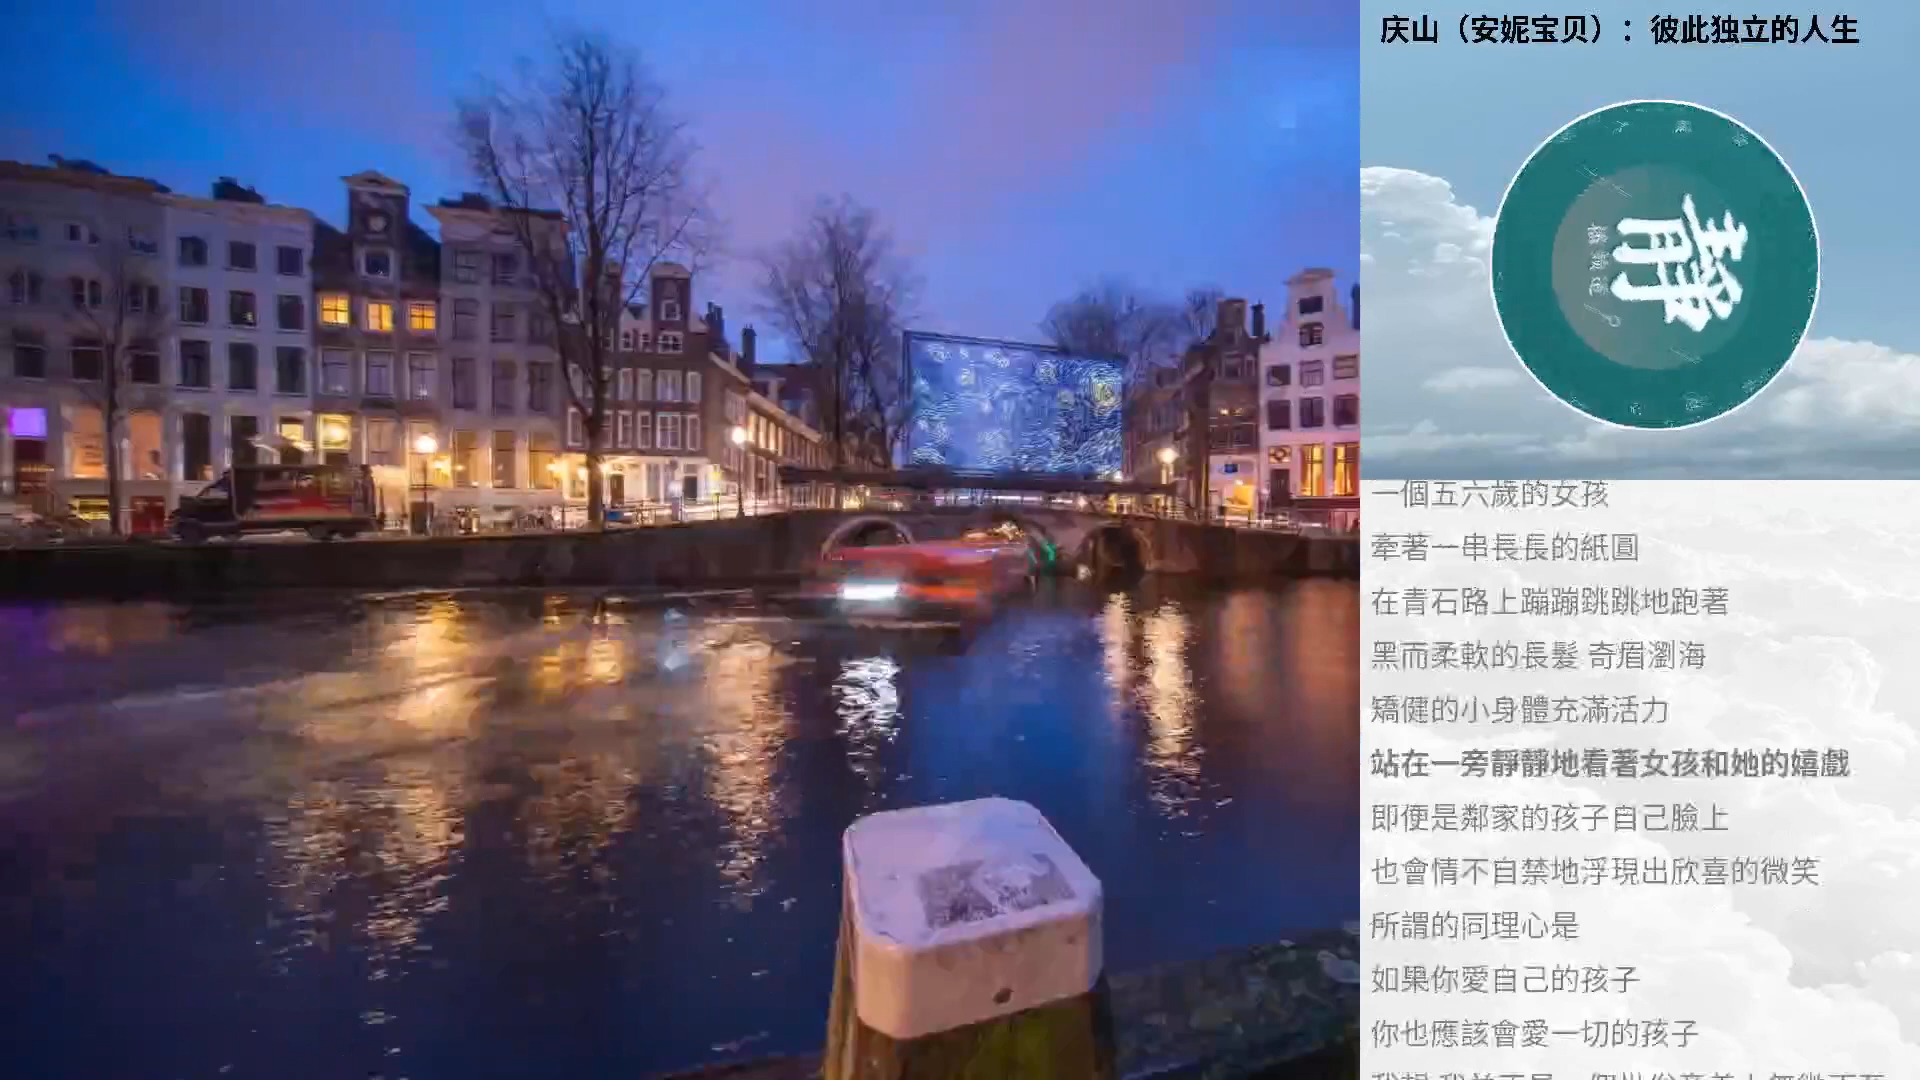 庆山（安妮宝贝）：彼此独立的人生
靜
一個五六歲的女孩
牽著一串長長的紙圓
在青石路上蹦蹦跳跳地跑著
黑而柔軟的長髮 奇眉瀏海
矯健的小身體充滿活力
站在一旁靜靜地看著女孩和她的嬉戲
即便是鄰家的孩子自己臉上
也會情不自禁地浮現出欣喜的微笑
所謂的同理心是
如果你愛自己的孩子
你也應該會愛一切的孩子